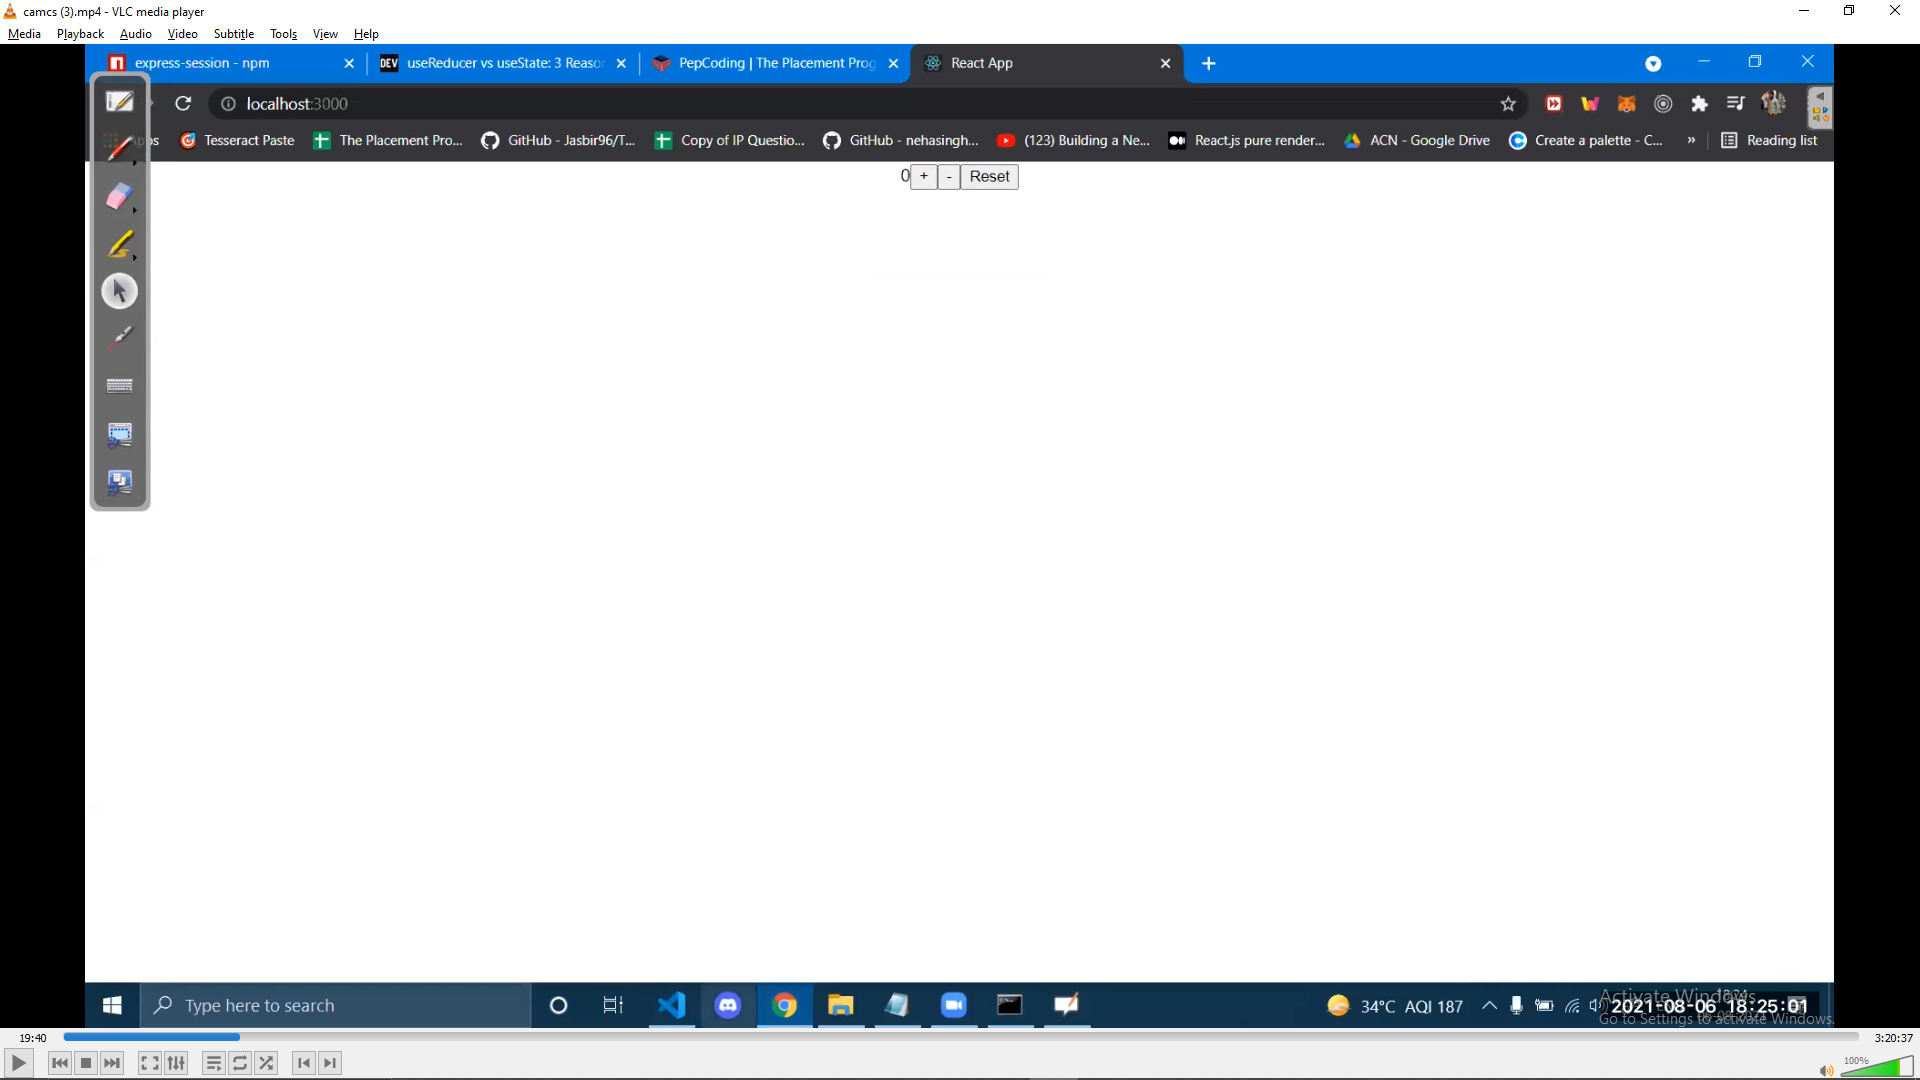 camcs (3).mp4 - VLC media player
Media Playback Audio Video Subtitle Tools View Help
express-session - npm
DEV useReducer vs useState: 3 Reaso
PepCoding | The Placement Prog
React App
localhost:3000
Apps Tesseract Paste The Placement Pro... GitHub - Jasbir96/T... Copy of IP Questio... GitHub - nehasingh... (123) Building a Ne... React.js pure render... ACN - Google Drive Create a palette - C... » Reading list
0 + - Reset
Type here to search
34°C AQI 187
Activate Windows
2021-08-06 18:25:01
Go to Settings to activate Windows.
19:40
3:20:37
100%